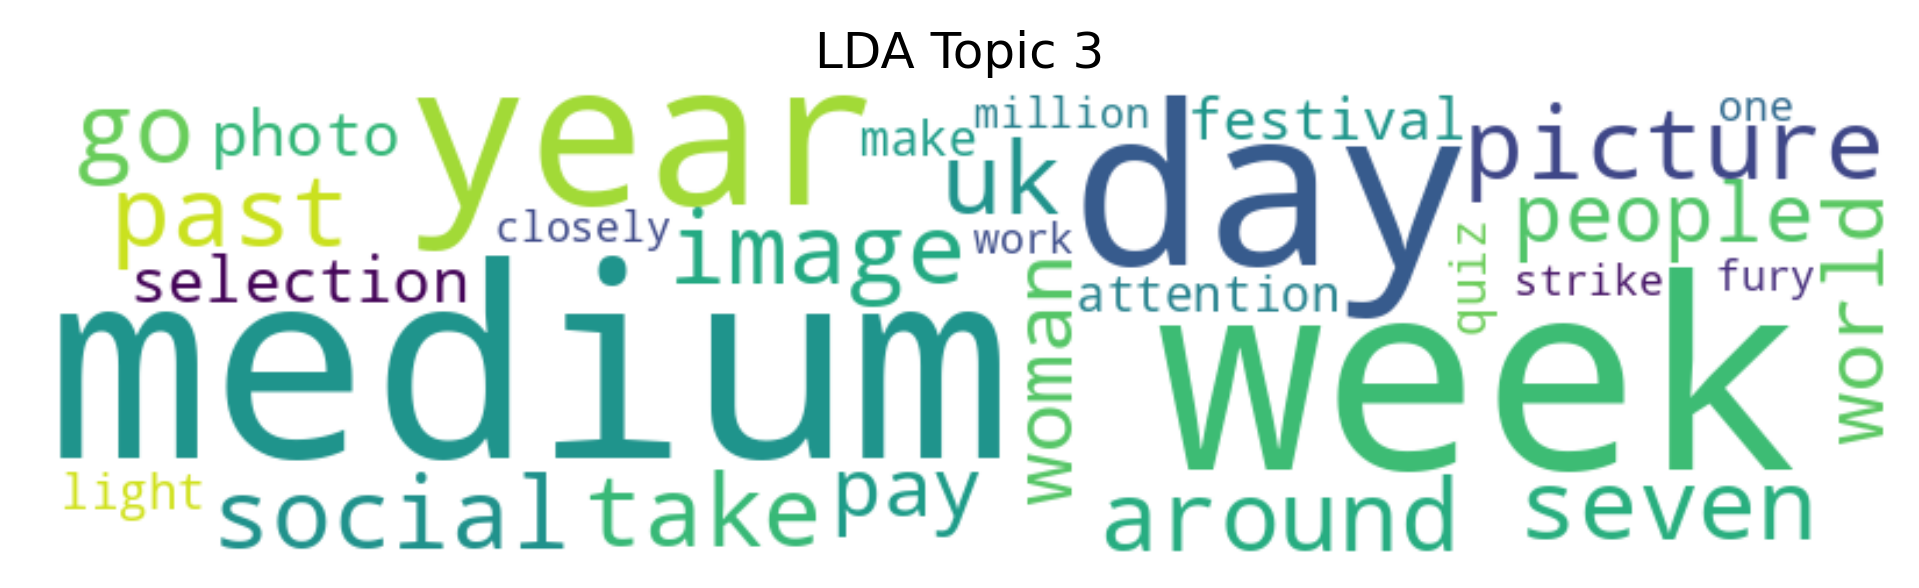 LDA Topic 3
go photo year make million day festival picture one
past closely image uk work people world
selection woman attention quiz strike fury
medium week
light social take pay around seven